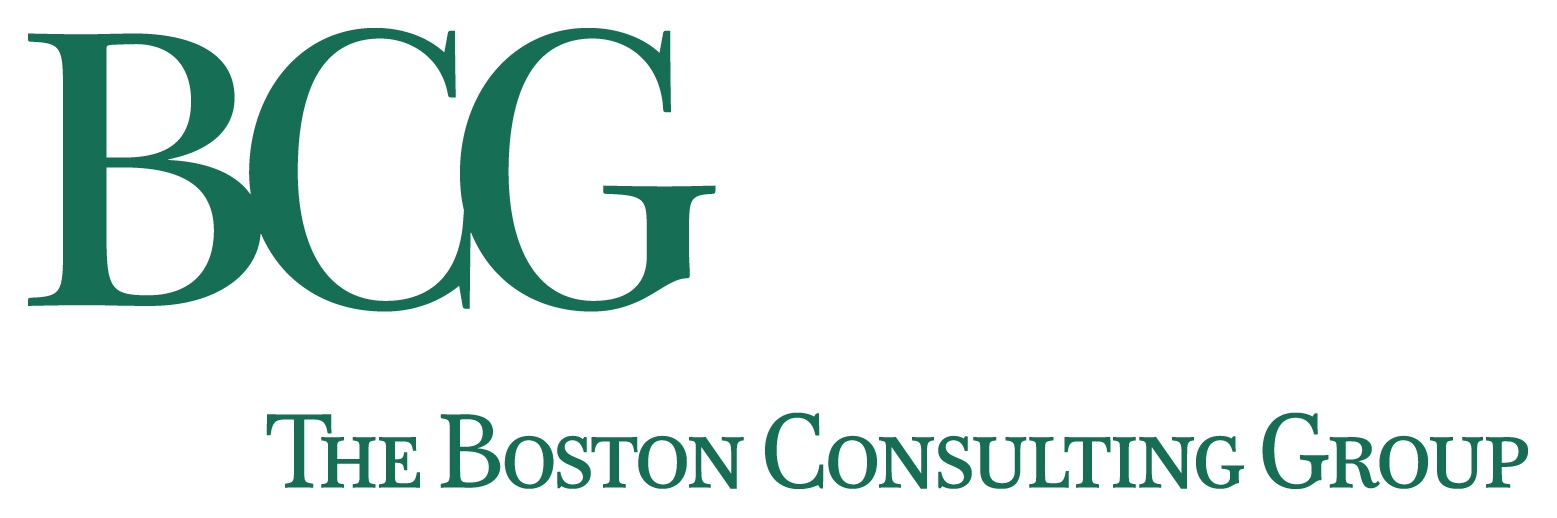 BCG
The Boston Consulting Group